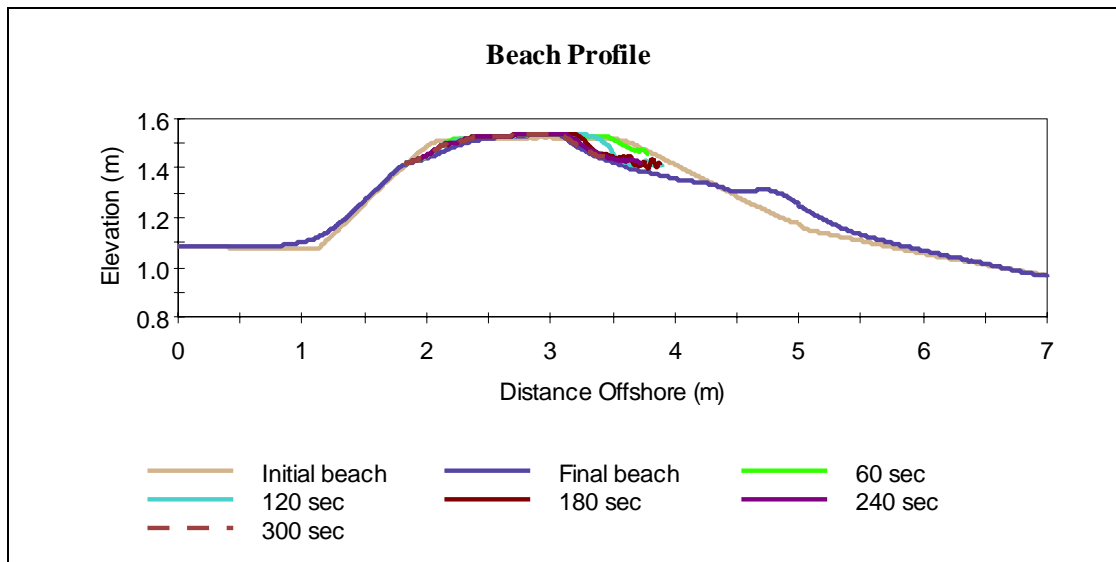 Beach Profile
1.6
1.4
1.2
1.0
0.8
Elevation (m)
0 1 2 3 4 5 6 7
Distance Offshore (m)
Initial beach Final beach 60 sec
120 sec 180 sec 240 sec
300 sec